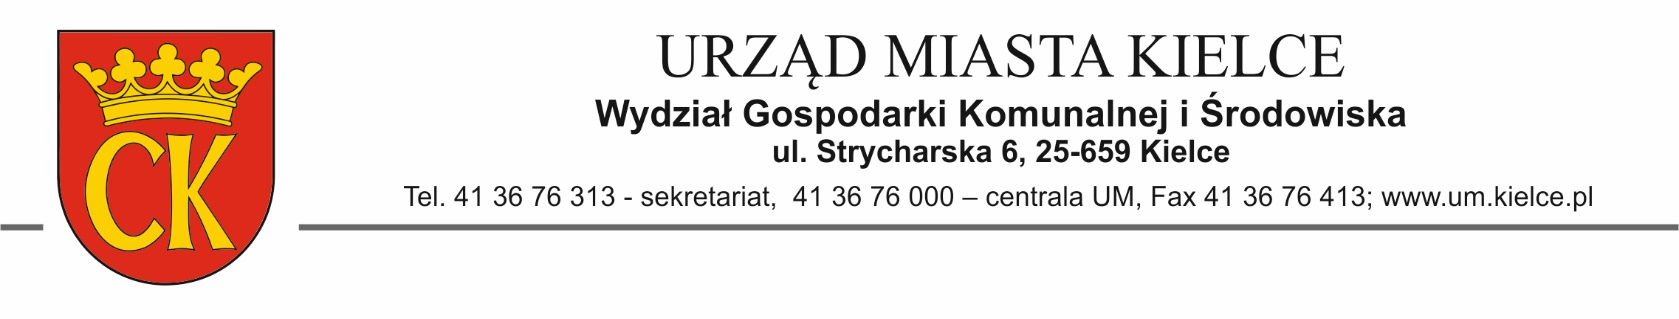 CK
URZĄD MIASTA KIELCE
Wydział Gospodarki Komunalnej i Środowiska
ul. Strycharska 6, 25-659 Kielce
Tel. 41 36 76 313 - sekretariat,  41 36 76 000 – centrala UM, Fax 41 36 76 413; www.um.kielce.pl